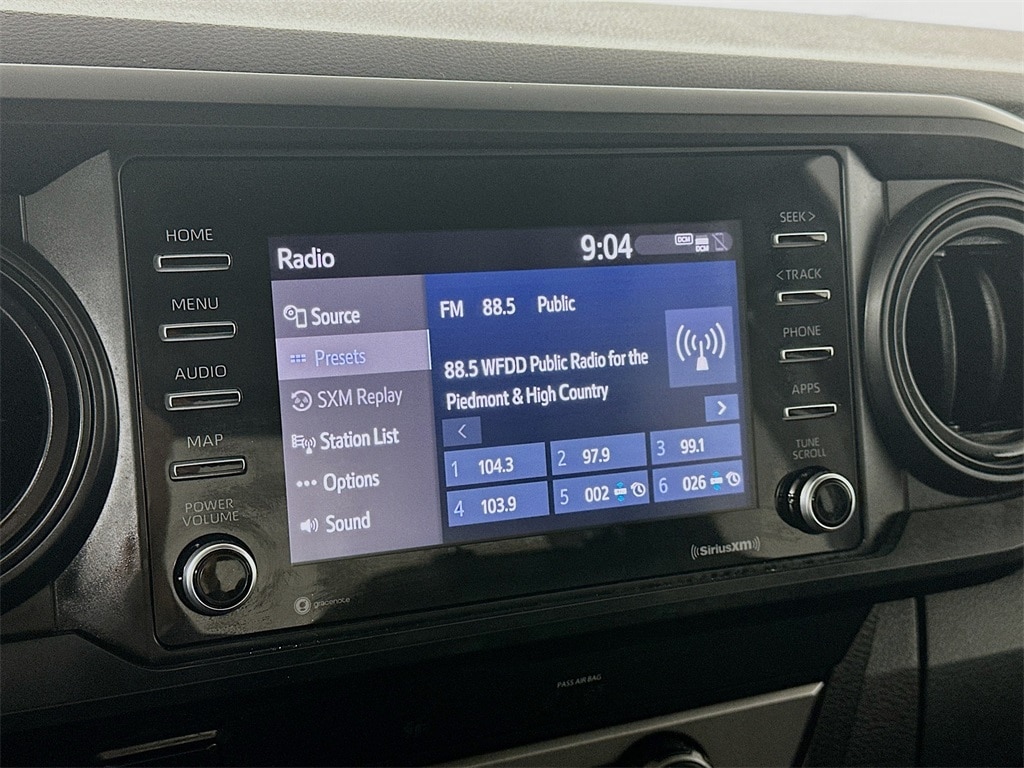 HOME
MENU
AUDIO
MAP
POWER
VOLUME
Radio
9:04
DCM
DCM
Source
Presets
SXM Replay
Station List
Options
Sound
FM 88.5 Public
88.5 WFDD Public Radio for the
Piedmont & High Country
<
>
1 104.3
2 97.9
3 99.1
4 103.9
5 002
6 026
SEEK >
< TRACK
PHONE
APPS
TUNE
SCROLL
gracenote
((SiriusXM))
PASS AIR BAG